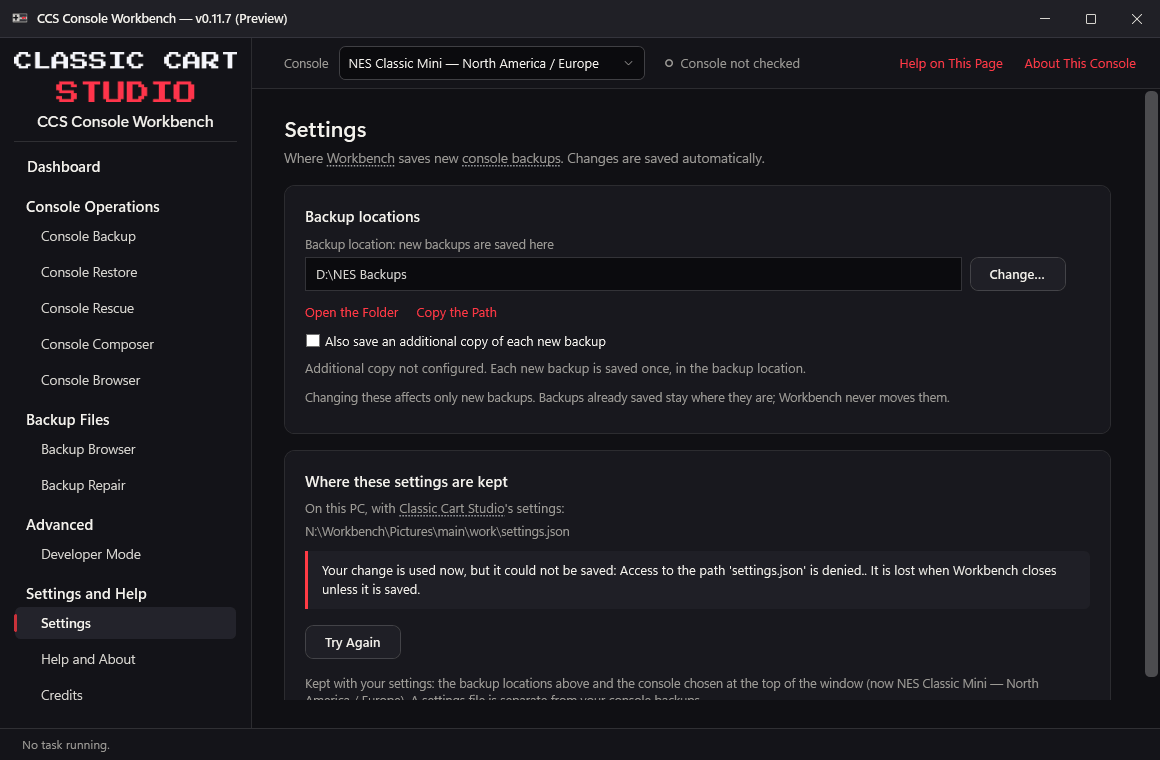 CCS Console Workbench — v0.11.7 (Preview)
CLASSIC CART
STUDIO
CCS Console Workbench
Dashboard
Console Operations
Console Backup
Console Restore
Console Rescue
Console Composer
Console Browser
Backup Files
Backup Browser
Backup Repair
Advanced
Developer Mode
Settings and Help
Settings
Help and About
Credits
Console
NES Classic Mini — North America / Europe
Console not checked
Help on This Page
About This Console
Settings
Where Workbench saves new console backups. Changes are saved automatically.
Backup locations
Backup location: new backups are saved here
D:\NES Backups
Change...
Open the Folder
Copy the Path
Also save an additional copy of each new backup
Additional copy not configured. Each new backup is saved once, in the backup location.
Changing these affects only new backups. Backups already saved stay where they are; Workbench never moves them.
Where these settings are kept
On this PC, with Classic Cart Studio's settings:
N:\Workbench\Pictures\main\work\settings.json
Your change is used now, but it could not be saved: Access to the path 'settings.json' is denied.. It is lost when Workbench closes
unless it is saved.
Try Again
Kept with your settings: the backup locations above and the console chosen at the top of the window (now NES Classic Mini — North
America / Europe). A settings file is separate from your console backups.
No task running.